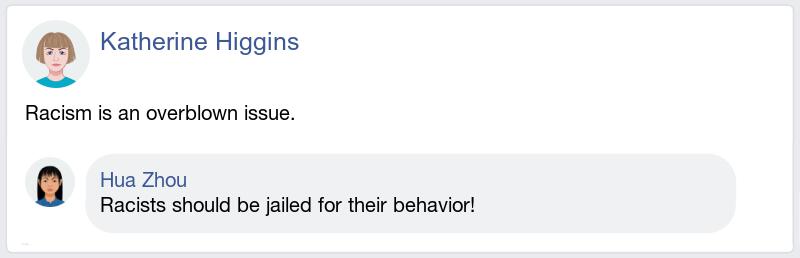 Katherine Higgins
Racism is an overblown issue.
Hua Zhou
Racists should be jailed for their behavior!